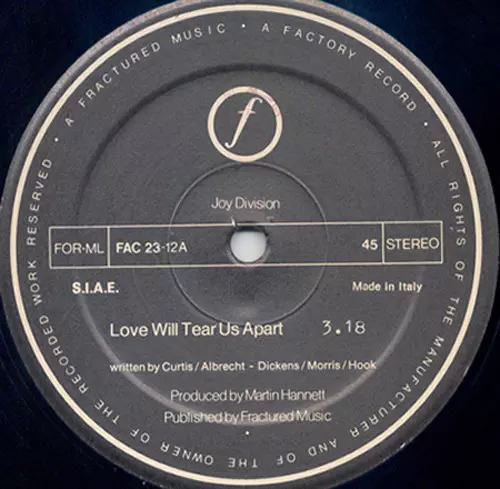 A FRACTURED MUSIC • A FACTORY RECORD • ALL RIGHTS OF THE MANUFACTURER AND OF THE OWNER OF THE RECORDED WORK RESERVED •
f
Joy Division
FOR-ML FAC 23-12A 45 STEREO
S.I.A.E. Made in Italy
Love Will Tear Us Apart 3.18
written by Curtis/Albrecht - Dickens/Morris/Hook
Produced by Martin Hannett
Published by Fractured Music